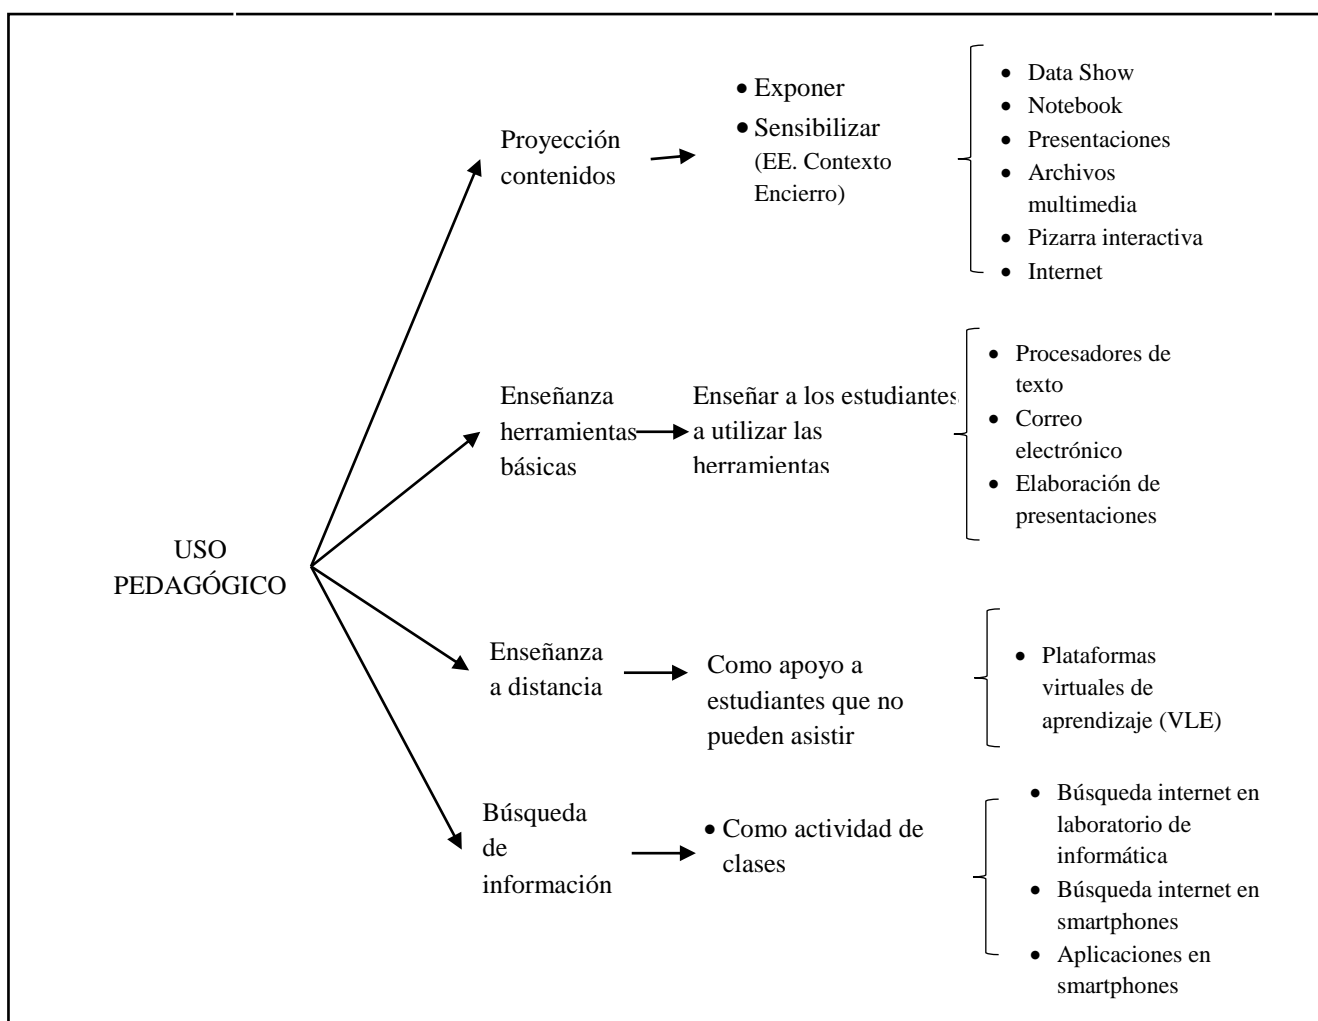 USO
PEDAGÓGICO
Proyección
contenidos
• Exponer
• Sensibilizar
(EE. Contexto
Encierro)
• Data Show
• Notebook
• Presentaciones
• Archivos
multimedia
• Pizarra interactiva
• Internet
Enseñanza
herramientas
básicas
Enseñar a los estudiantes
a utilizar las
herramientas
• Procesadores de
texto
• Correo
electrónico
• Elaboración de
presentaciones
Enseñanza
a distancia
Como apoyo a
estudiantes que no
pueden asistir
• Plataformas
virtuales de
aprendizaje (VLE)
Búsqueda
de
información
• Como actividad de
clases
• Búsqueda internet en
laboratorio de
informática
• Búsqueda internet en
smartphones
• Aplicaciones en
smartphones